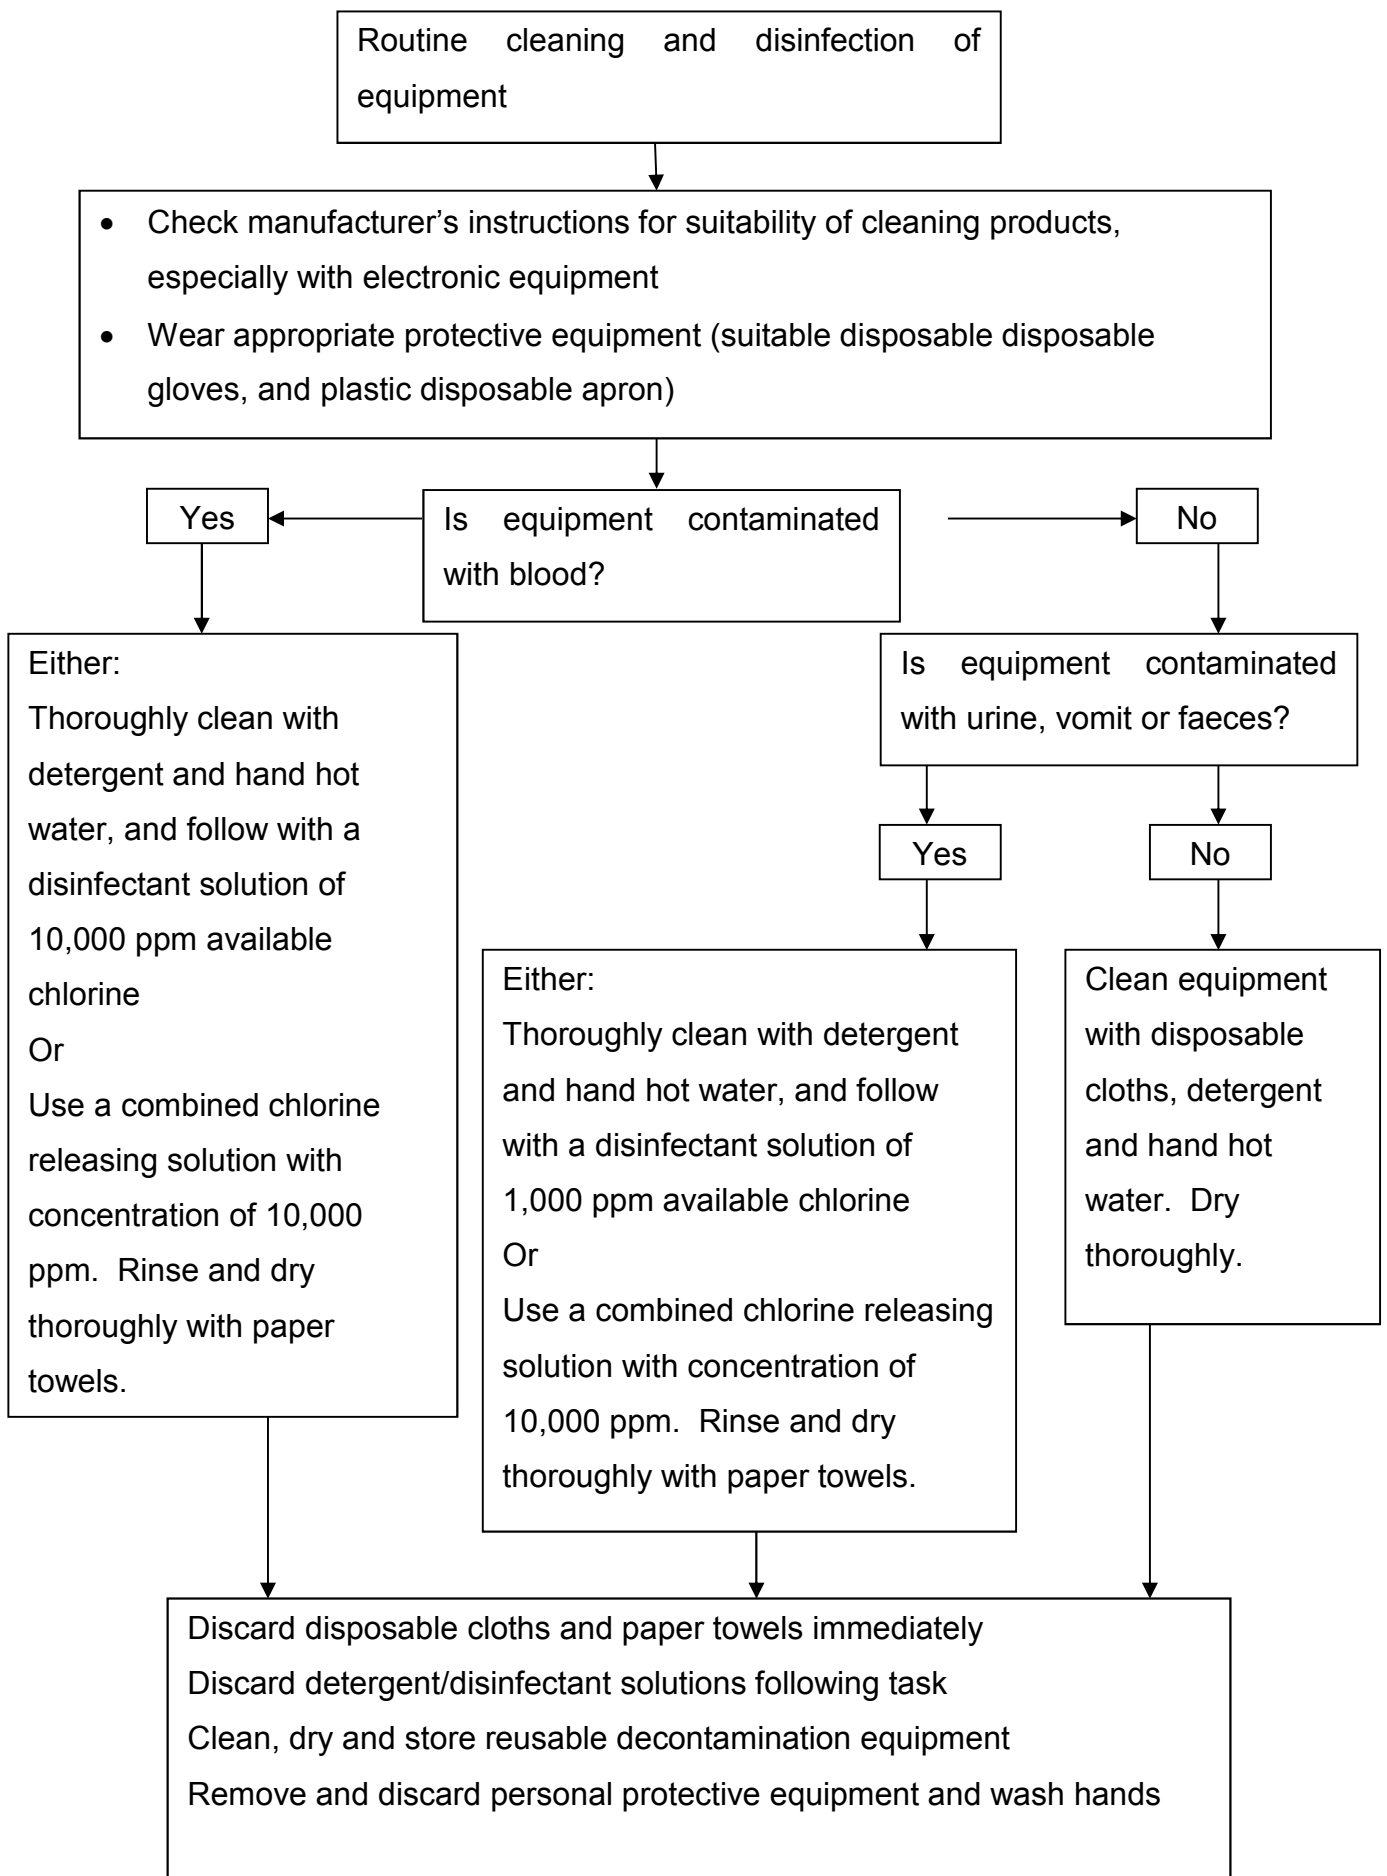 Routine cleaning and disinfection of
equipment
• Check manufacturer’s instructions for suitability of cleaning products,
especially with electronic equipment
• Wear appropriate protective equipment (suitable disposable disposable
gloves, and plastic disposable apron)
Yes
Is equipment contaminated
with blood?
No
Either:
Thoroughly clean with
detergent and hand hot
water, and follow with a
disinfectant solution of
10,000 ppm available
chlorine
Or
Use a combined chlorine
releasing solution with
concentration of 10,000
ppm.  Rinse and dry
thoroughly with paper
towels.
Is equipment contaminated
with urine, vomit or faeces?
Yes
No
Either:
Thoroughly clean with detergent
and hand hot water, and follow
with a disinfectant solution of
1,000 ppm available chlorine
Or
Use a combined chlorine releasing
solution with concentration of
10,000 ppm.  Rinse and dry
thoroughly with paper towels.
Clean equipment
with disposable
cloths, detergent
and hand hot
water.  Dry
thoroughly.
Discard disposable cloths and paper towels immediately
Discard detergent/disinfectant solutions following task
Clean, dry and store reusable decontamination equipment
Remove and discard personal protective equipment and wash hands